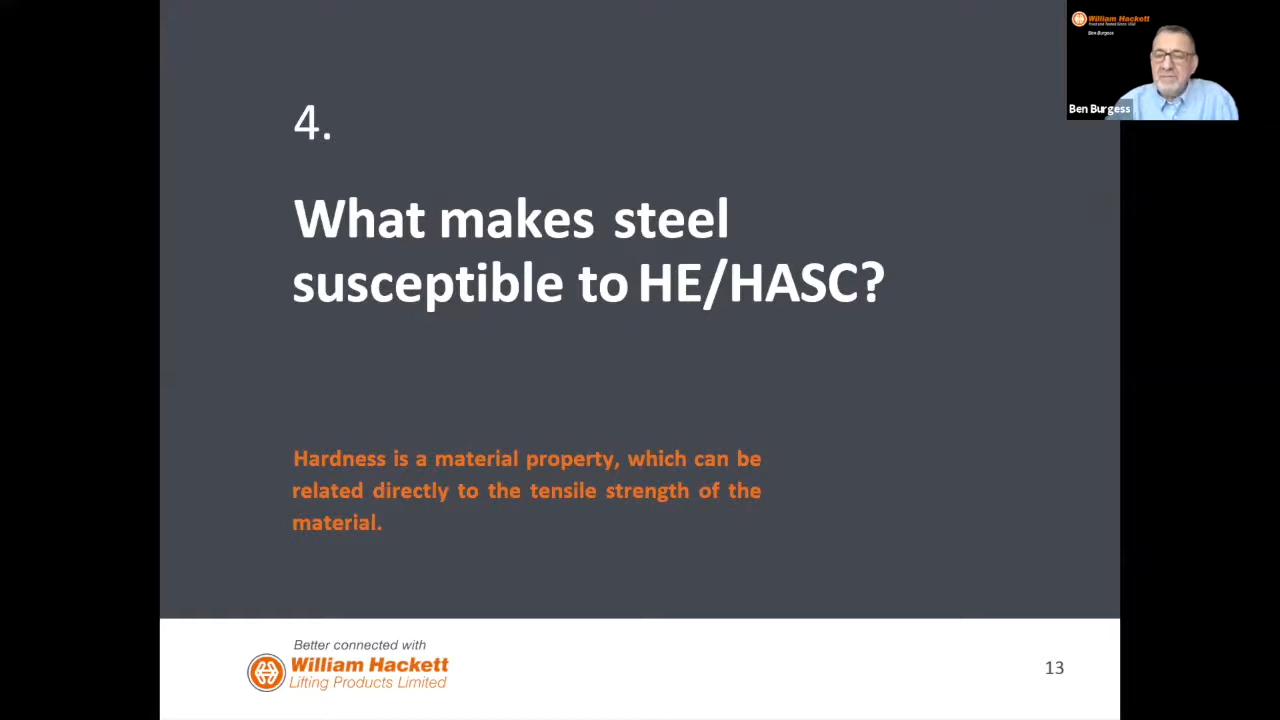 4.
What makes steel
susceptible to HE/HASC?
Hardness is a material property, which can be
related directly to the tensile strength of the
material.
Better connected with
William Hackett
Lifting Products Limited
13
William Hackett
Ben Burgess
Ben Burgess